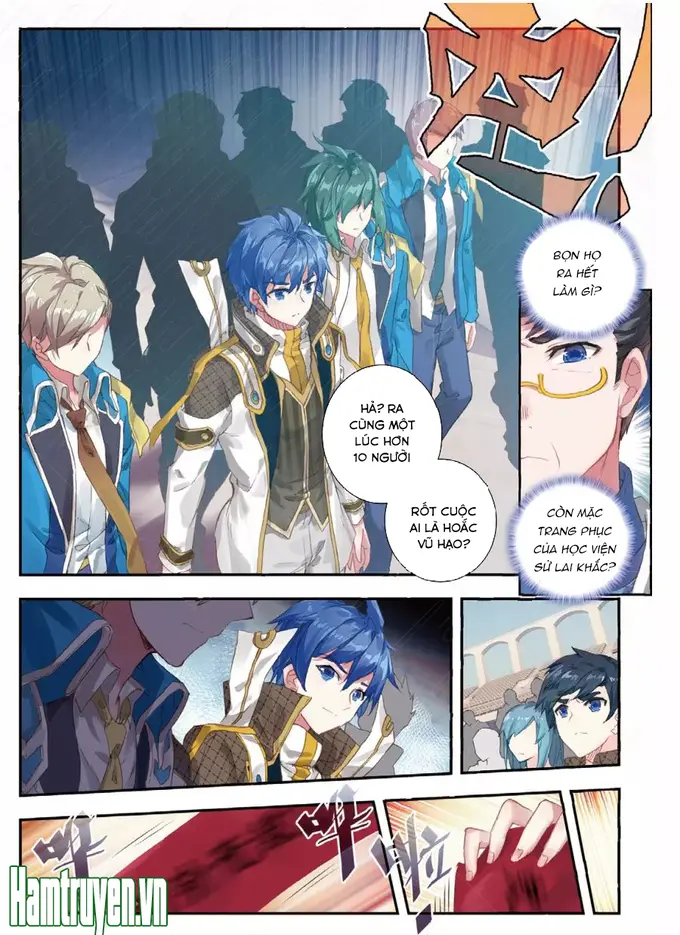 BỌN HỌ
RA HẾT
LÀM GÌ?
HẢ? RA
CÙNG MỘT
LÚC HƠN
10 NGƯỜI
RỐT CUỘC
AI LÀ HOẮC
VŨ HẠO?
CÒN MẶC
TRANG PHỤC
CỦA HỌC VIỆN
SỬ LAI KHẮC?
Hamtruyen.vn